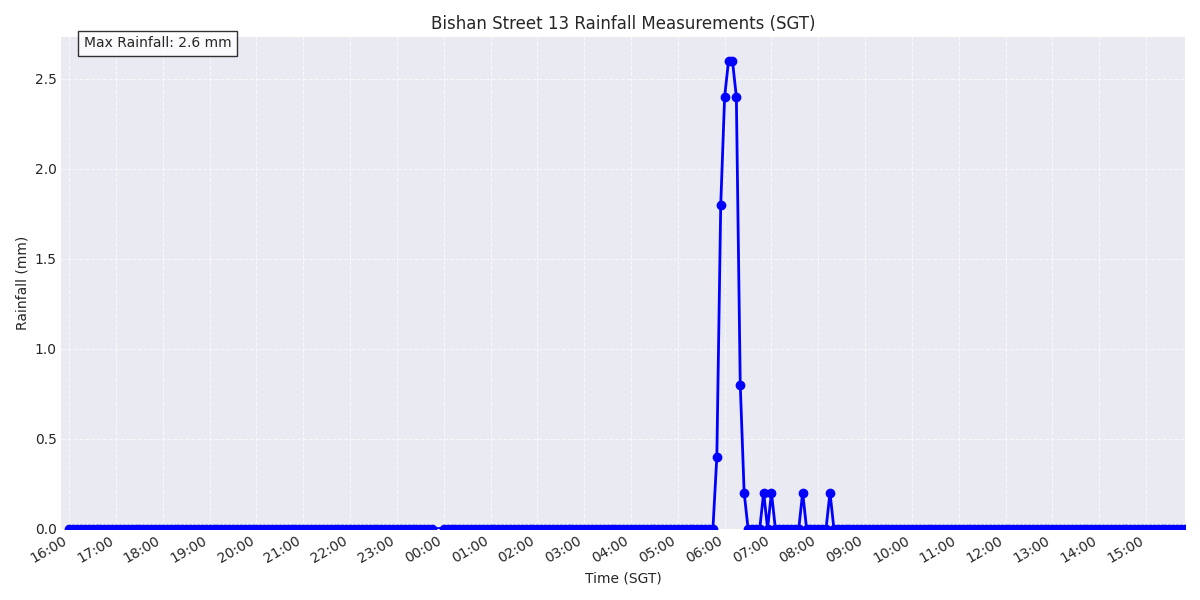 Bishan Street 13 Rainfall Measurements (SGT)
Max Rainfall: 2.6 mm
2.5
2.0
1.5
1.0
0.5
0.0
Rainfall (mm)
16:00 17:00 18:00 19:00 20:00 21:00 22:00 23:00 00:00 01:00 02:00 03:00 04:00 05:00 06:00 07:00 08:00 09:00 10:00 11:00 12:00 13:00 14:00 15:00
Time (SGT)